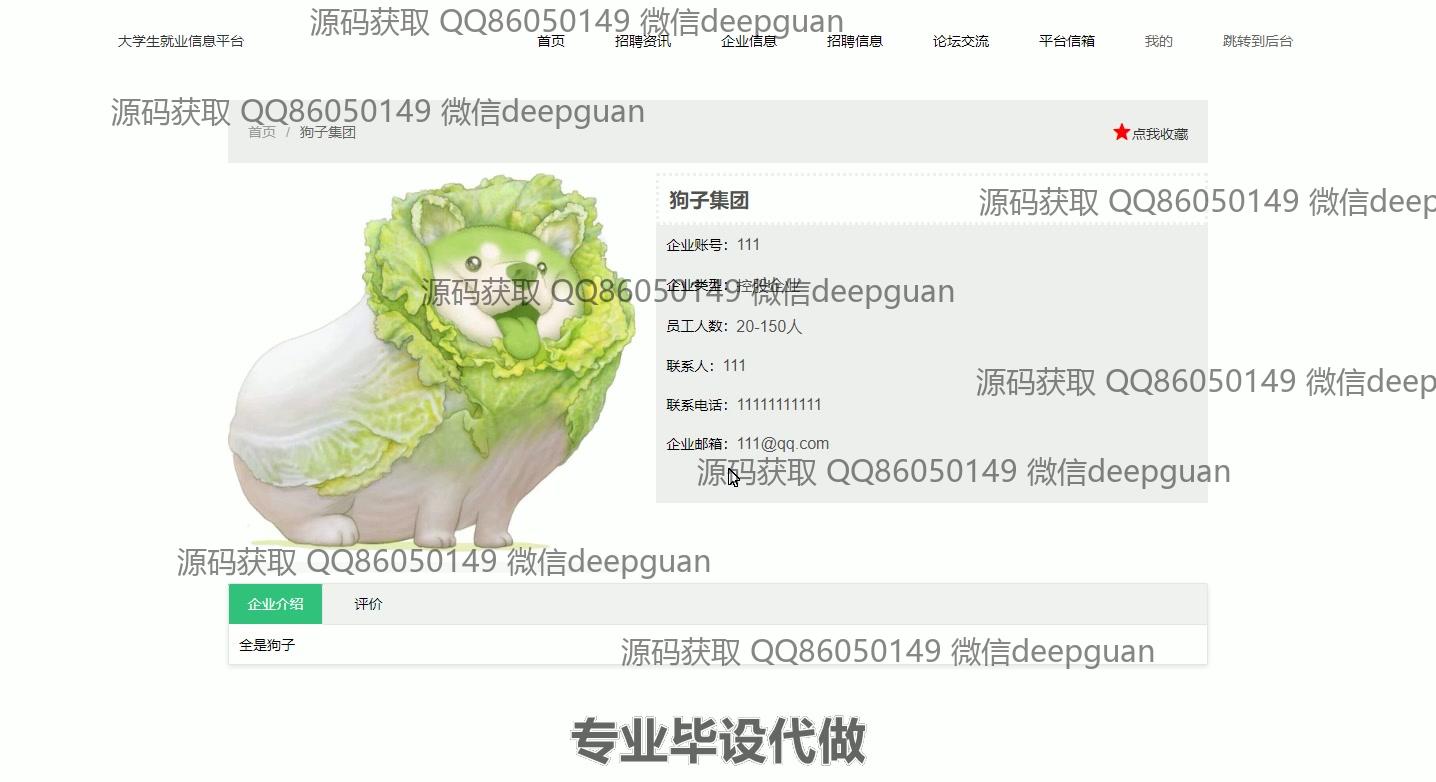 源码获取 QQ86050149 微信deepguan
大学生就业信息平台 首页 招聘资讯 企业信息 招聘信息 论坛交流 平台信箱 我的 跳转到后台
源码获取 QQ86050149 微信deepguan
首页 / 狗子集团 点我收藏
狗子集团
源码获取 QQ86050149 微信deep
企业账号：111
企业类型：控股企业
源码获取 QQ86050149 微信deepguan
员工人数：20-150人
联系人：111
源码获取 QQ86050149 微信deep
联系电话：11111111111
企业邮箱：111@qq.com
源码获取 QQ86050149 微信deepguan
源码获取 QQ86050149 微信deepguan
企业介绍 评价
全是狗子
源码获取 QQ86050149 微信deepguan
专业毕设代做